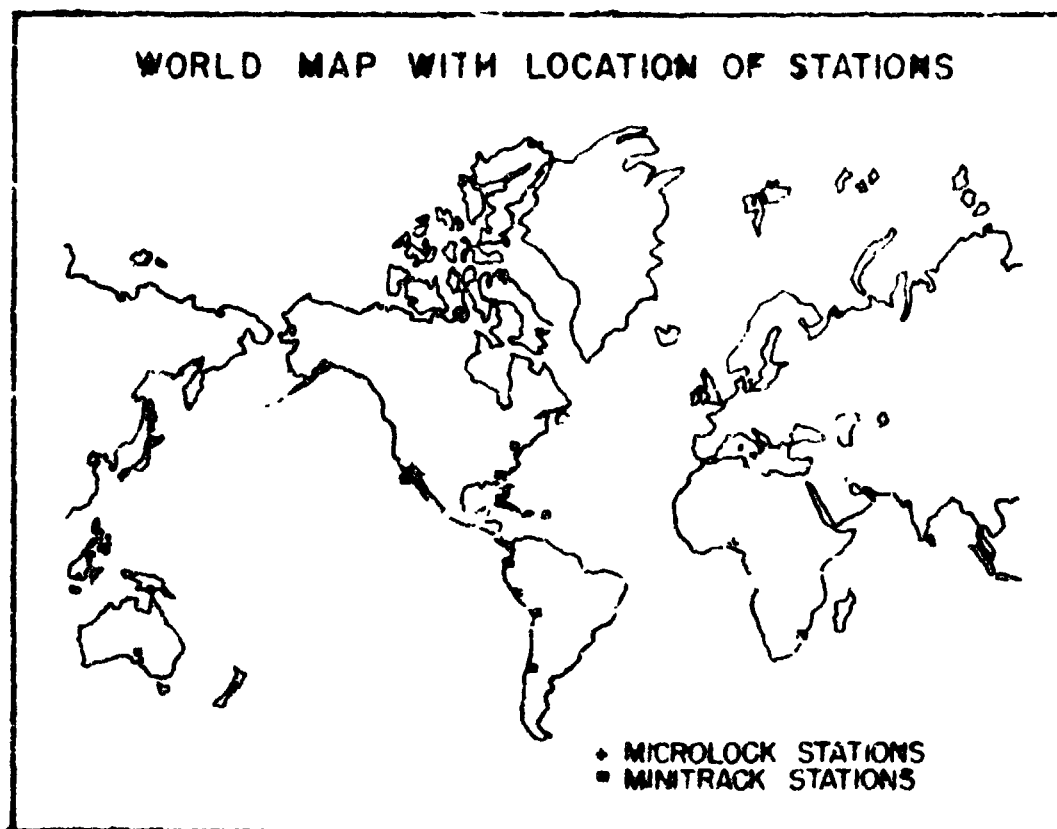 WORLD MAP WITH LOCATION OF STATIONS
+ MICROLOCK STATIONS
▪ MINITRACK STATIONS